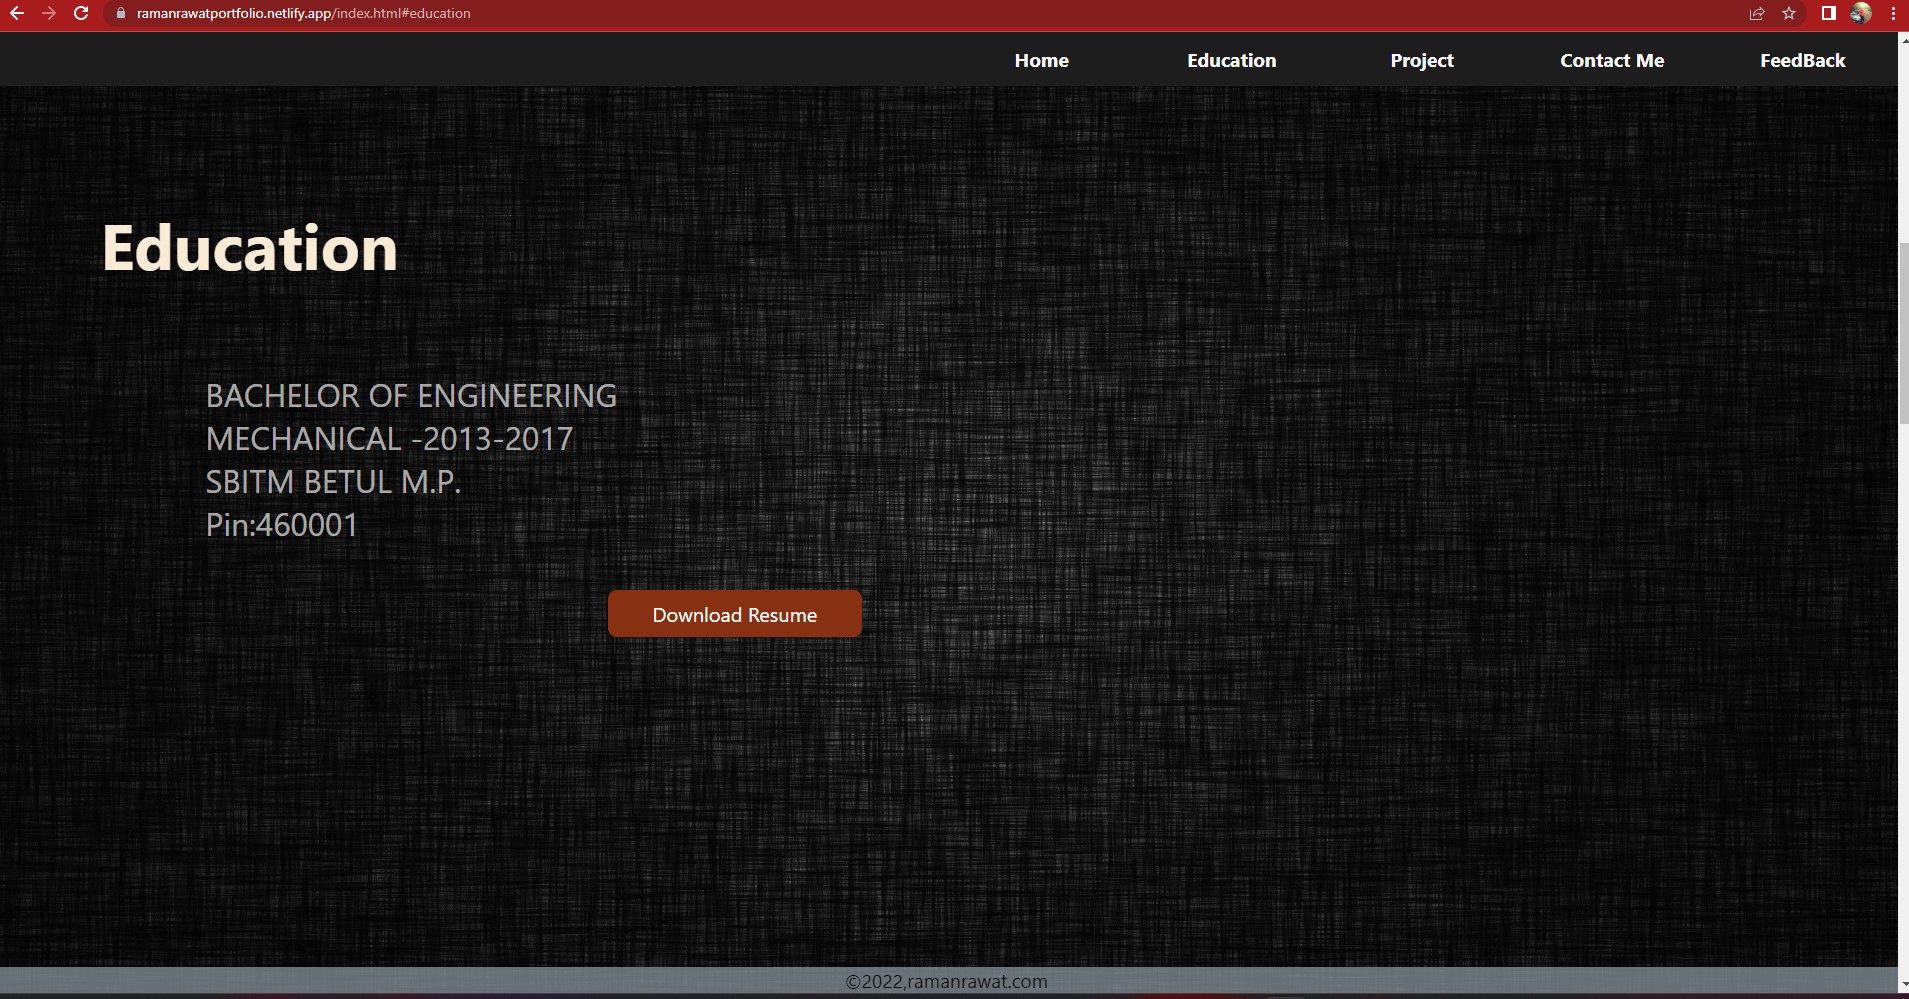 ramanrawatportfolio.netlify.app/index.html#education
Home Education Project Contact Me FeedBack
Education
BACHELOR OF ENGINEERING
MECHANICAL -2013-2017
SBITM BETUL M.P.
Pin:460001
Download Resume
©2022,ramanrawat.com